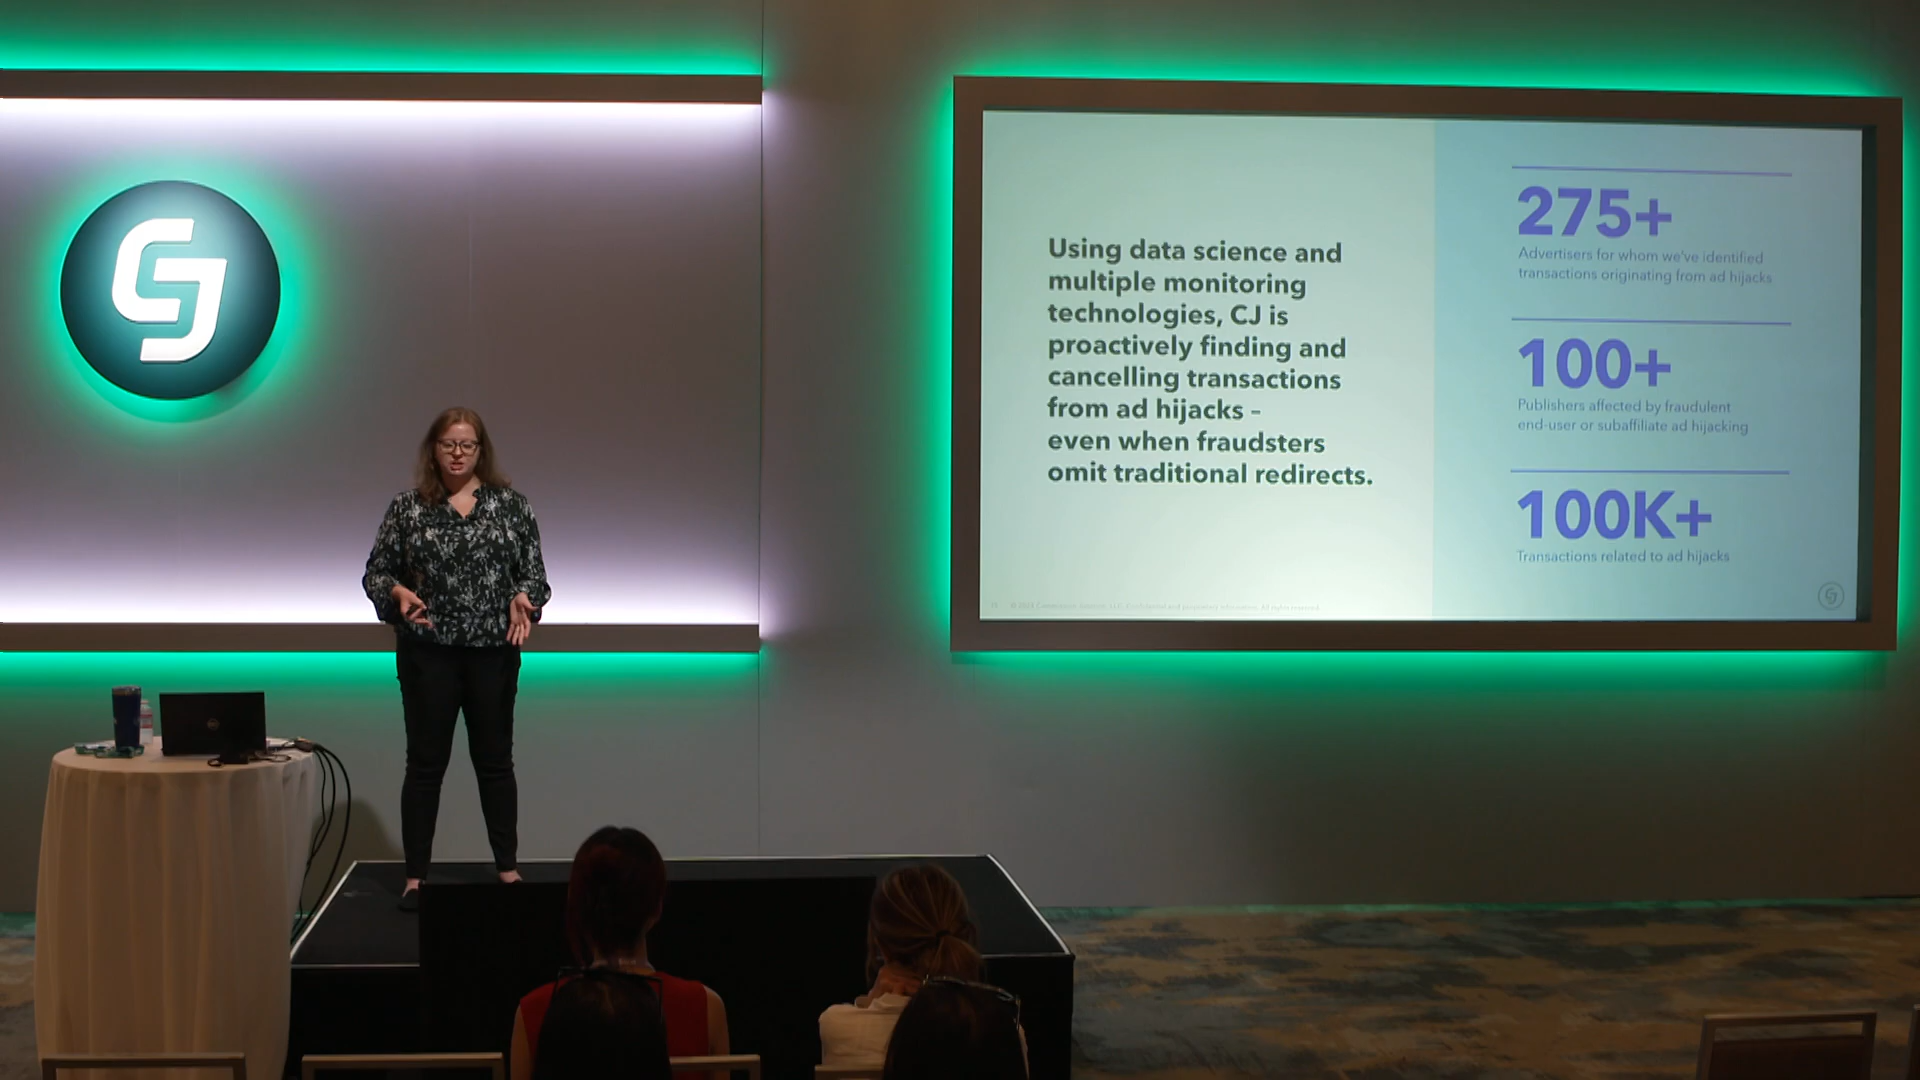 CJ
Using data science and
multiple monitoring
technologies, CJ is
proactively finding and
cancelling transactions
from ad hijacks –
even when fraudsters
omit traditional redirects.
275+
Advertisers for whom we've identified
transactions originating from ad hijacks
100+
Publishers affected by fraudulent
end-user or subaffiliate ad hijacking
100K+
Transactions related to ad hijacks
CJ